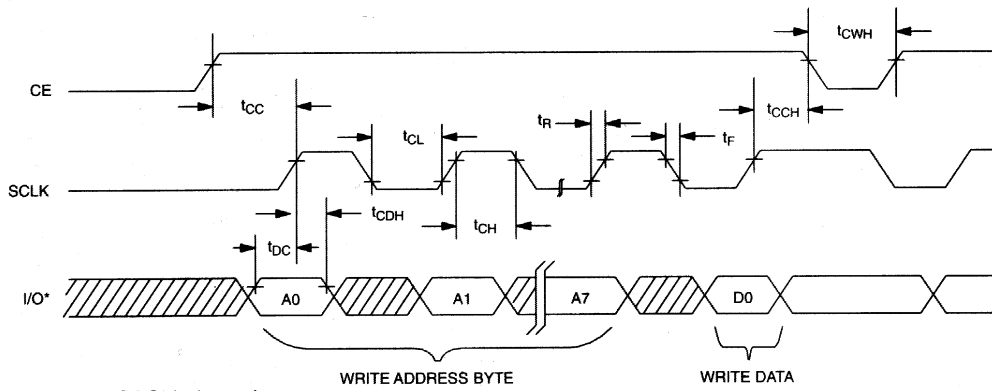 CE
tCWH
tCC
tCCH
tCL
tR
tF
SCLK
tCDH
tCH
tDC
I/O*
A0
A1
A7
D0
WRITE ADDRESS BYTE
WRITE DATA